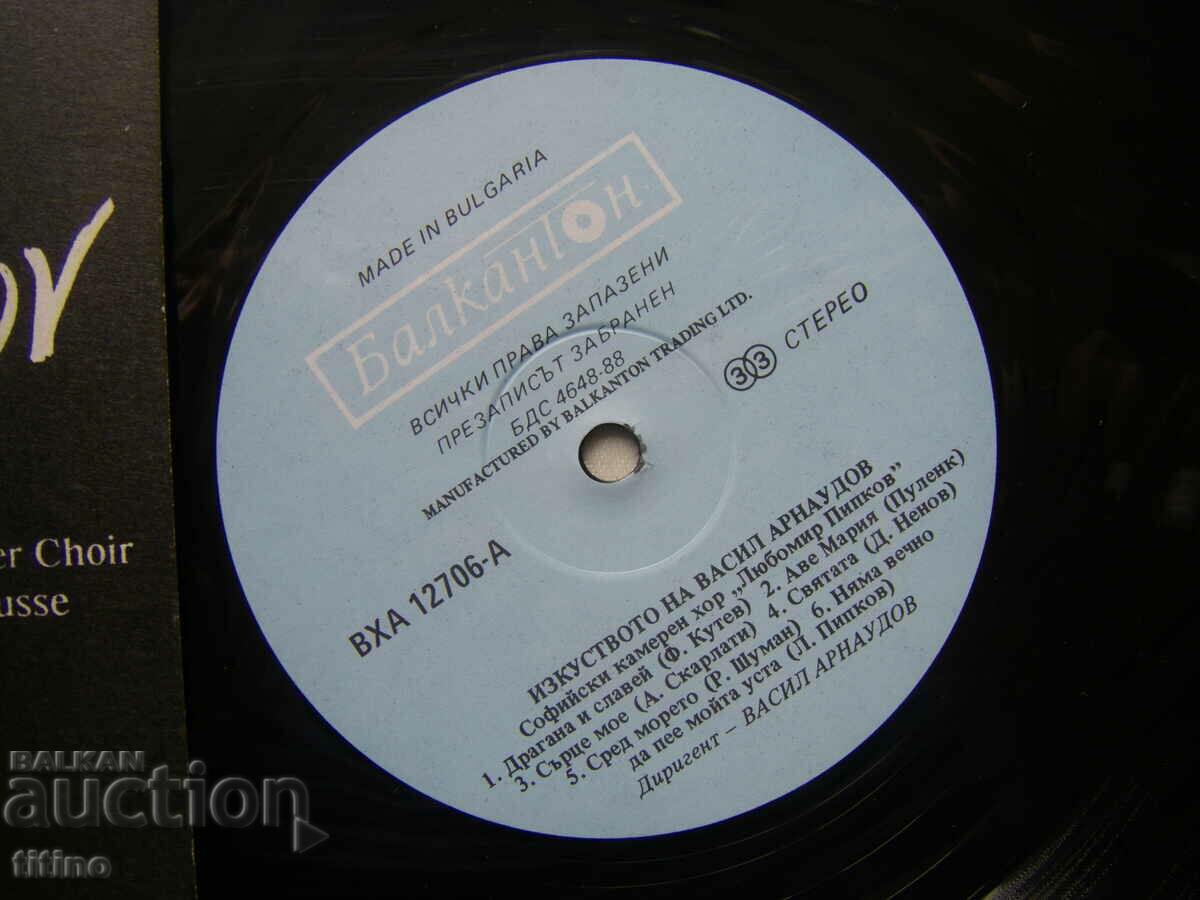 ov
er Choir
usse
MADE IN BULGARIA
Балкантон
ВСИЧКИ ПРАВА ЗАПАЗЕНИ
ПРЕЗАПИСЪТ ЗАБРАНЕН
БДС 4648-88
MANUFACTURED BY BALKANTON TRADING LTD.
33 СТЕРЕО
ВХА 12706-А
ИЗКУСТВОТО НА ВАСИЛ АРНАУДОВ
Софийски камерен хор „Любомир Пипков”
1. Драгана и славей (Ф. Кутев) 2. Аве Мария (Пуленк)
3. Сърце мое (А. Скарлати) 4. Святата (Д. Ненов)
5. Сред морето (Р. Шуман) 6. Няма вечно
да пее мойта уста (Л. Пипков)
Диригент – ВАСИЛ АРНАУДОВ
BALKAN
auction
titino